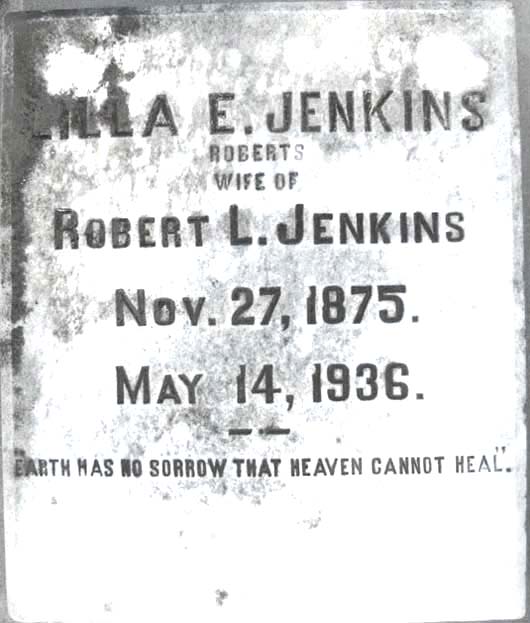 LILLA E. JENKINS
ROBERTS
WIFE OF
ROBERT L. JENKINS
NOV. 27, 1875.
MAY 14, 1936.
"EARTH HAS NO SORROW THAT HEAVEN CANNOT HEAL".